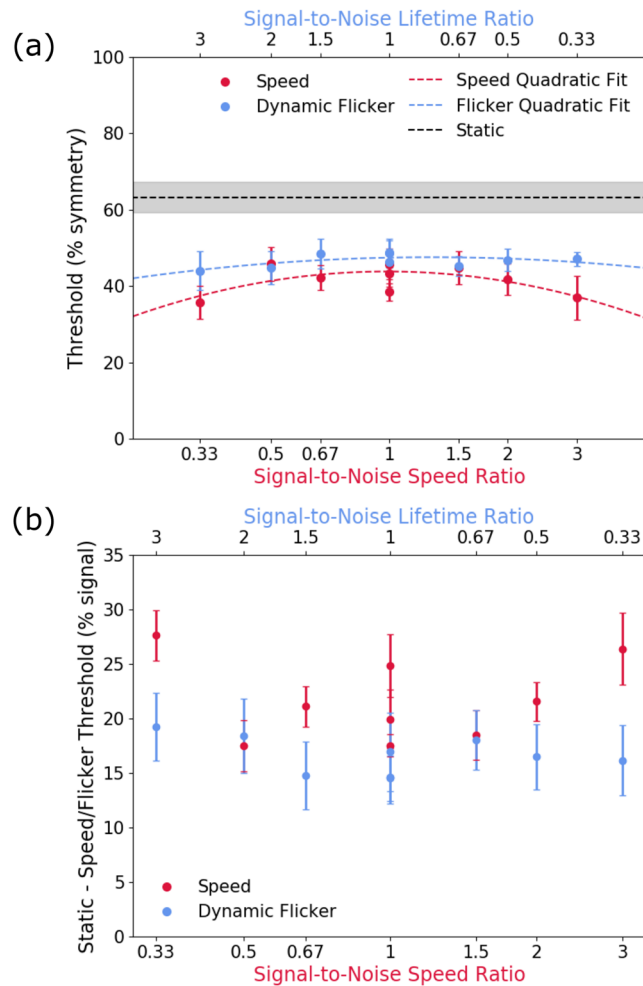 (a)
Signal-to-Noise Lifetime Ratio
3 2 1.5 1 0.67 0.5 0.33
Threshold (% symmetry)
100
80
60
40
20
0
Speed
Dynamic Flicker
Speed Quadratic Fit
Flicker Quadratic Fit
Static
0.33 0.5 0.67 1 1.5 2 3
Signal-to-Noise Speed Ratio
(b)
Signal-to-Noise Lifetime Ratio
3 2 1.5 1 0.67 0.5 0.33
Static - Speed/Flicker Threshold (% signal)
35
30
25
20
15
10
5
0
Speed
Dynamic Flicker
0.33 0.5 0.67 1 1.5 2 3
Signal-to-Noise Speed Ratio